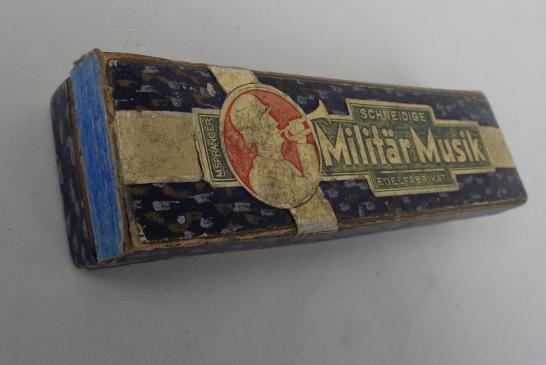 M.SPRANGER
SCHNEIDIGE
Militär Musik
EDELFABRIKAT